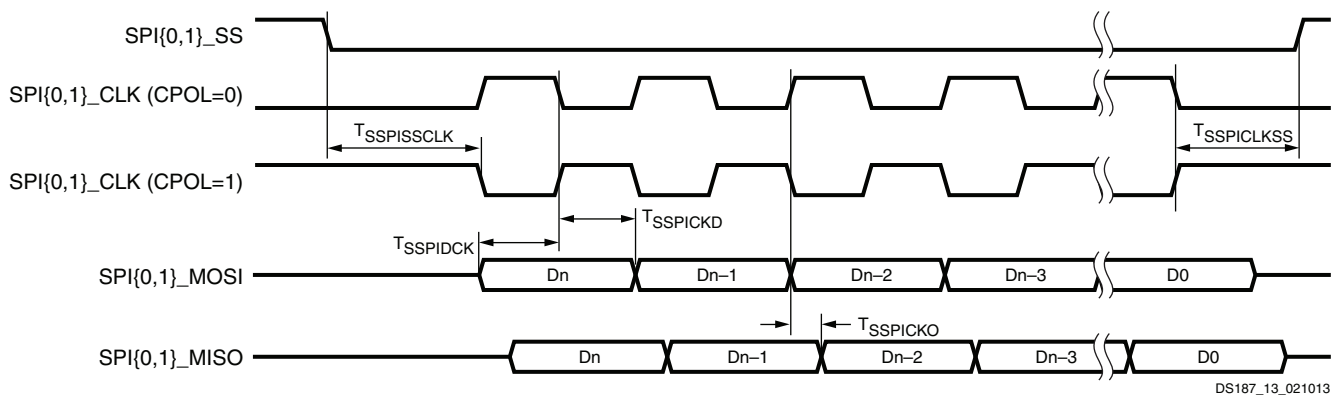 SPI{0,1}_SS
SPI{0,1}_CLK (CPOL=0)
TSSPISSCLK
TSSPICLKSS
SPI{0,1}_CLK (CPOL=1)
TSSPICKD
TSSPIDCK
SPI{0,1}_MOSI Dn Dn–1 Dn–2 Dn–3 D0
TSSPICKO
SPI{0,1}_MISO Dn Dn–1 Dn–2 Dn–3 D0
DS187_13_021013